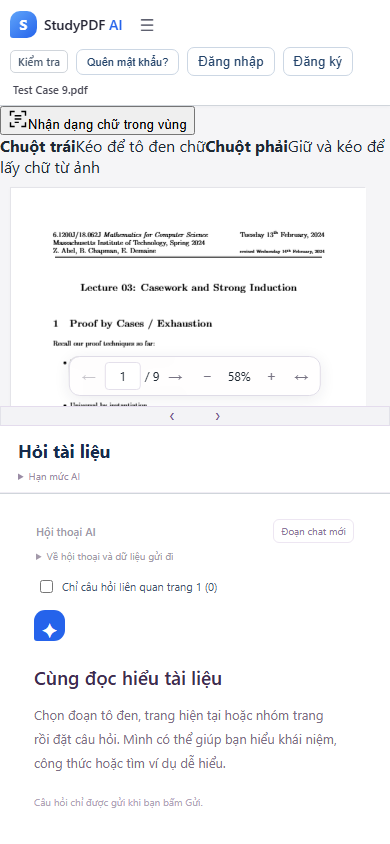 S StudyPDF AI ☰
Kiểm tra Quên mật khẩu? Đăng nhập Đăng ký
Test Case 9.pdf
Nhận dạng chữ trong vùng
Chuột tráiKéo để tô đen chữChuột phảiGiữ và kéo để
lấy chữ từ ảnh
6.1200J/18.062J Mathematics for Computer Science Tuesday 13th February, 2024
Massachusetts Institute of Technology, Spring 2024
Z. Abel, B. Chapman, E. Demaine revised Wednesday 14th February, 2024
Lecture 03: Casework and Strong Induction
1 Proof by Cases / Exhaustion
Recall our proof techniques so far:
← 1 / 9 → − 58% + ↔
• Universal by instantiation
‹ ›
Hỏi tài liệu
▶ Hạn mức AI
Hội thoại AI Đoạn chat mới
▶ Về hội thoại và dữ liệu gửi đi
Chỉ câu hỏi liên quan trang 1 (0)
Cùng đọc hiểu tài liệu
Chọn đoạn tô đen, trang hiện tại hoặc nhóm trang
rồi đặt câu hỏi. Mình có thể giúp bạn hiểu khái niệm,
công thức hoặc tìm ví dụ dễ hiểu.
Câu hỏi chỉ được gửi khi bạn bấm Gửi.